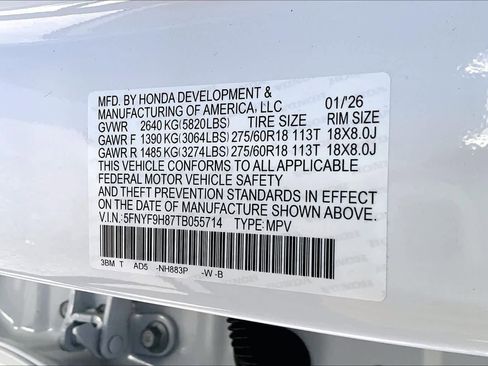 MFD. BY HONDA DEVELOPMENT &
MANUFACTURING OF AMERICA, LLC 01/'26
GVWR 2640 KG(5820LBS) TIRE SIZE RIM SIZE
GAWR F 1390 KG(3064LBS) 275/60R18 113T 18X8.0J
GAWR R 1485 KG(3274LBS) 275/60R18 113T 18X8.0J
THIS VEHICLE CONFORMS TO ALL APPLICABLE
FEDERAL MOTOR VEHICLE SAFETY
AND THEFT PREVENTION STANDARDS IN EFFECT
ON THE DATE OF MANUFACTURE SHOWN ABOVE.
V.I.N.: 5FNYF9H87TB055714 TYPE: MPV
3BM T AD5 -NH883P -W -B